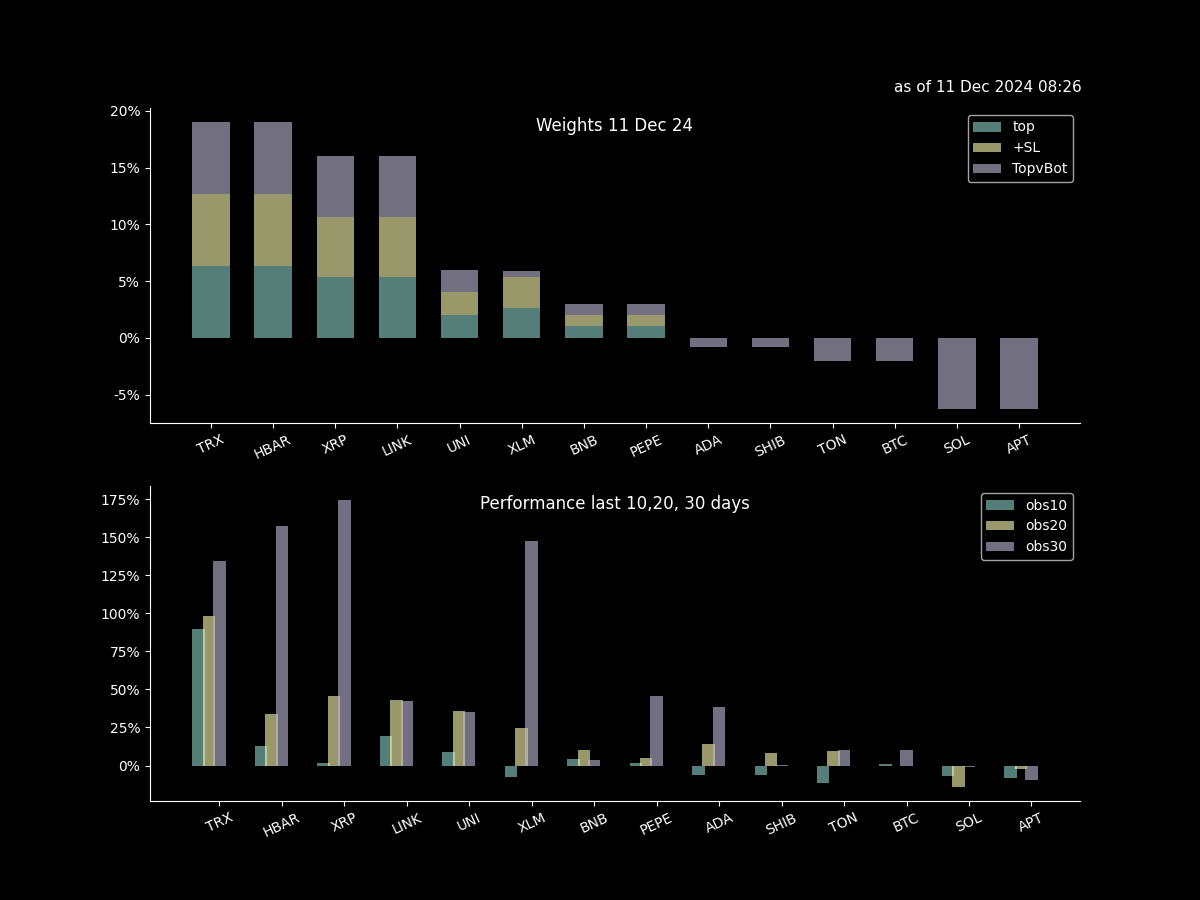 as of 11 Dec 2024 08:26
Weights 11 Dec 24
top
+SL
TopvBot
20%
15%
10%
5%
0%
-5%
TRX HBAR XRP LINK UNI XLM BNB PEPE ADA SHIB TON BTC SOL APT
Performance last 10,20, 30 days
obs10
obs20
obs30
175%
150%
125%
100%
75%
50%
25%
0%
TRX HBAR XRP LINK UNI XLM BNB PEPE ADA SHIB TON BTC SOL APT